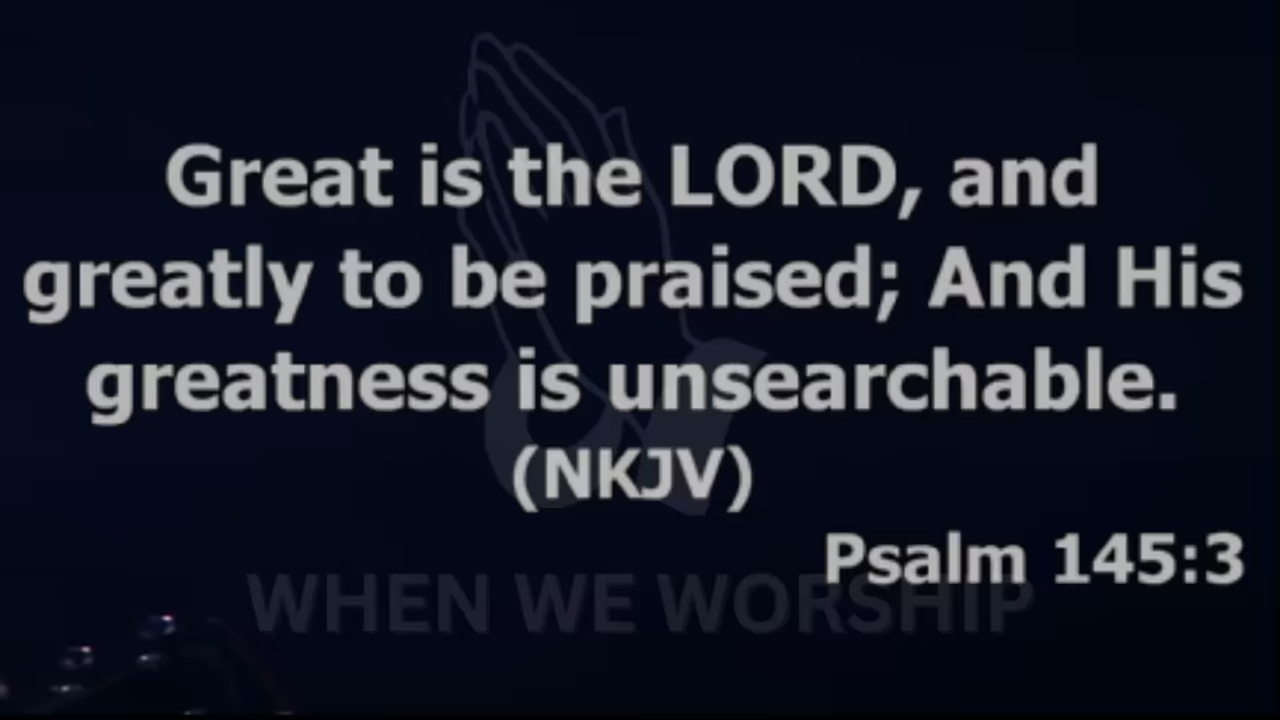 Great is the LORD, and
greatly to be praised; And His
greatness is unsearchable.
(NKJV)
Psalm 145:3
WHEN WE WORSHIP